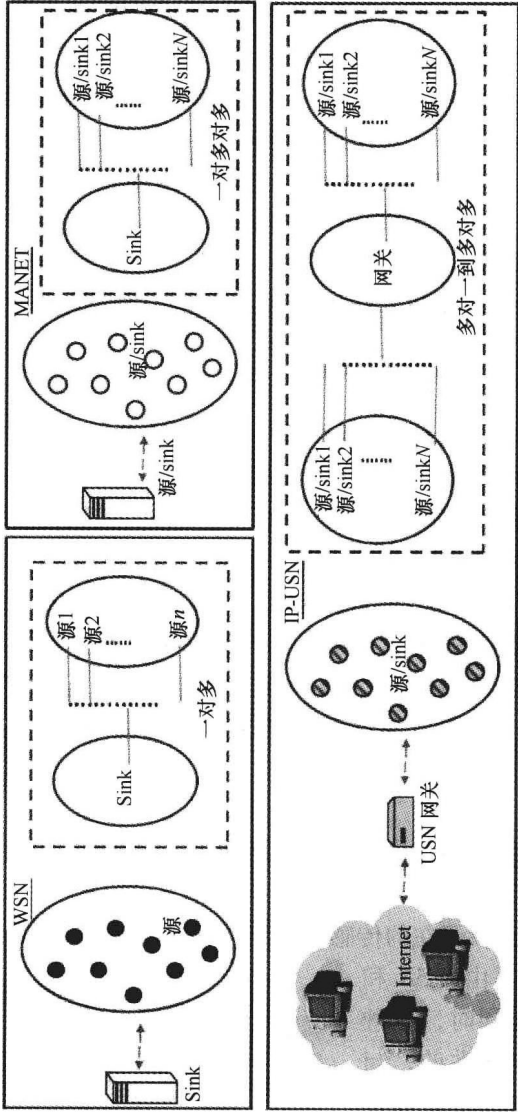 WSN
Sink
源
Sink
源1
源2
......
源n
一对多
MANET
源/sink
源/sink
Sink
源/sink1
源/sink2
......
源/sinkN
一对多对多
IP-USN
Internet
USN 网关
源/sink
源/sink1
源/sink2
......
源/sinkN
网关
源/sink1
源/sink2
......
源/sinkN
多对一到多对多